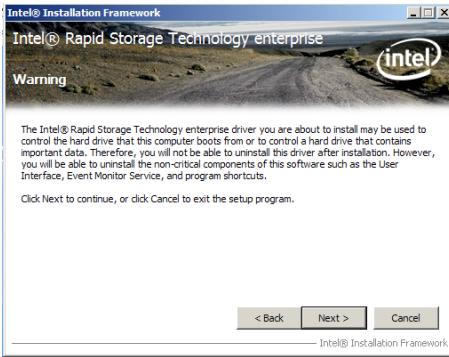 Intel® Installation Framework
Intel® Rapid Storage Technology enterprise
intel
Warning
The Intel® Rapid Storage Technology enterprise driver you are about to install may be used to
control the hard drive that this computer boots from or to control a hard drive that contains
important data. Therefore, you will not be able to uninstall this driver after installation. However,
you will be able to uninstall the non-critical components of this software such as the User
Interface, Event Monitor Service, and program shortcuts.
Click Next to continue, or click Cancel to exit the setup program.
< Back Next > Cancel
Intel® Installation Framework